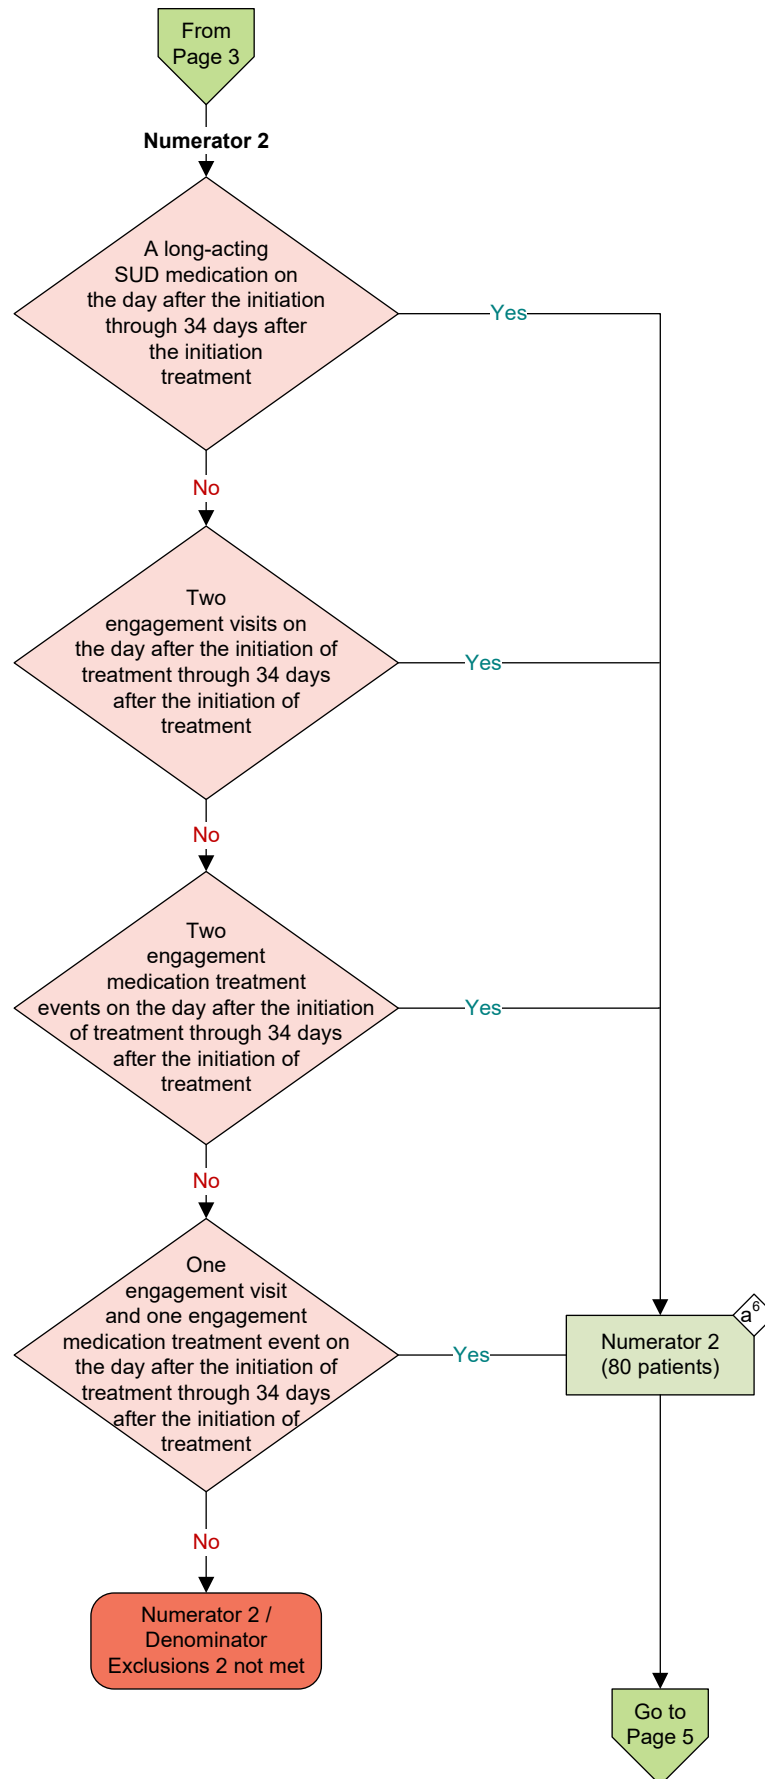 From
Page 3
Numerator 2
A long-acting
SUD medication on
the day after the initiation
through 34 days after
the initiation
treatment
Yes
No
Two
engagement visits on
the day after the initiation of
treatment through 34 days
after the initiation of
treatment
Yes
No
Two
engagement
medication treatment
events on the day after the initiation
of treatment through 34 days
after the initiation of
treatment
Yes
No
One
engagement visit
and one engagement
medication treatment event on
the day after the initiation of
treatment through 34 days
after the initiation of
treatment
Yes
a⁶
Numerator 2
(80 patients)
No
Numerator 2 /
Denominator
Exclusions 2 not met
Go to
Page 5